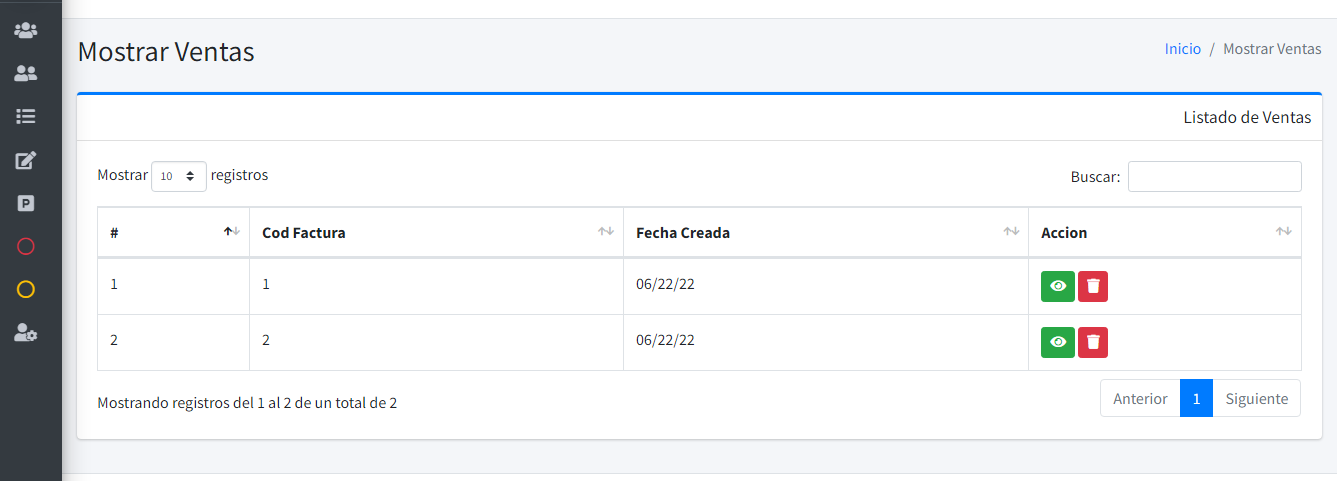 Mostrar Ventas
Inicio / Mostrar Ventas
Listado de Ventas
Mostrar 10 registros
Buscar:
# Cod Factura Fecha Creada Accion
1 1 06/22/22
2 2 06/22/22
Mostrando registros del 1 al 2 de un total de 2
Anterior 1 Siguiente
P